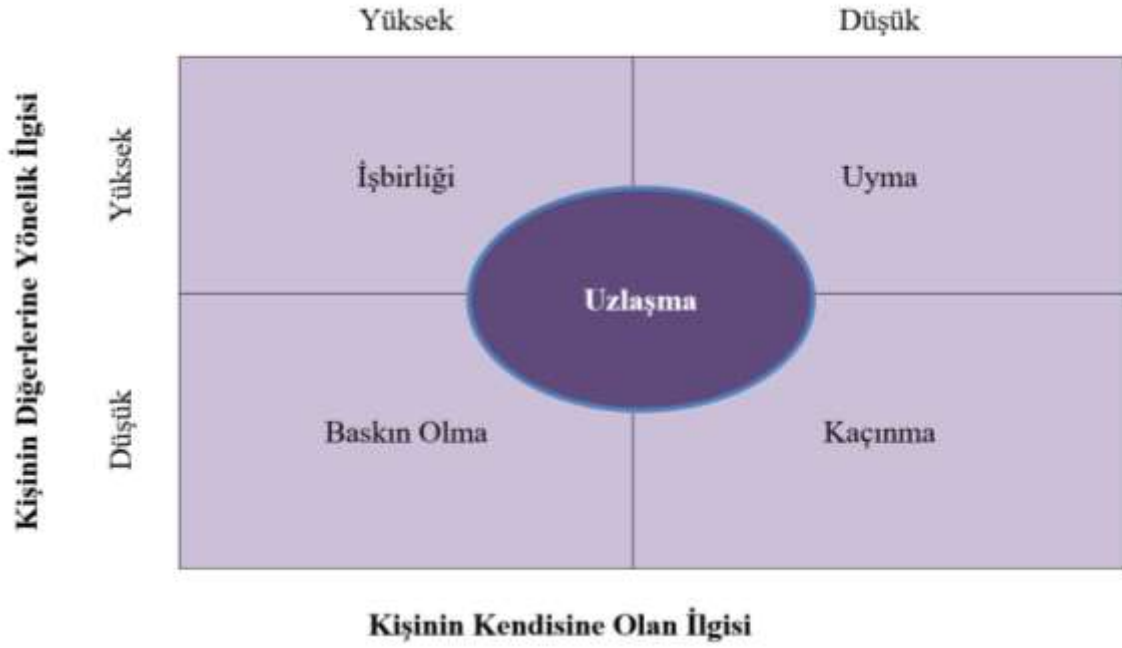 Yüksek
Düşük
Kişinin Diğerlerine Yönelik İlgisi
Yüksek
Düşük
İşbirliği
Uyma
Uzlaşma
Baskın Olma
Kaçınma
Kişinin Kendisine Olan İlgisi